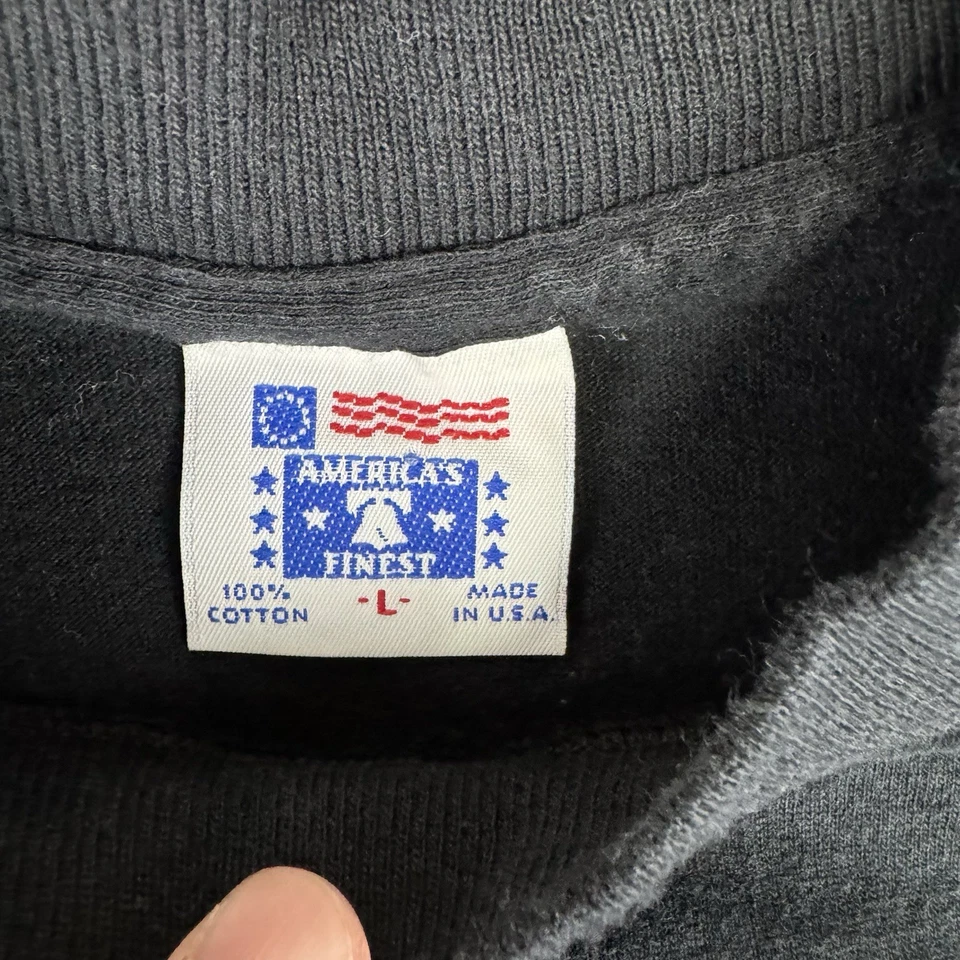 AMERICA'S
FINEST
100% COTTON
-L-
MADE IN U.S.A.